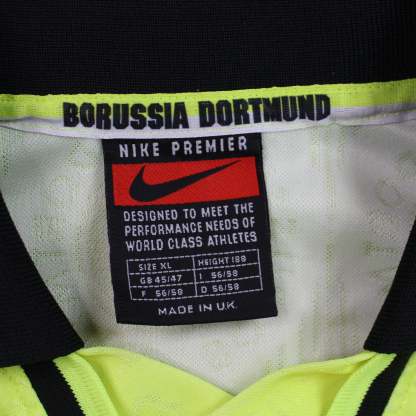 BORUSSIA DORTMUND
NIKE PREMIER
DESIGNED TO MEET THE
PERFORMANCE NEEDS OF
WORLD CLASS ATHLETES
SIZE XL HEIGHT 188
GB 45/47 I 56/58
F 56/58 D 56/58
MADE IN U.K.